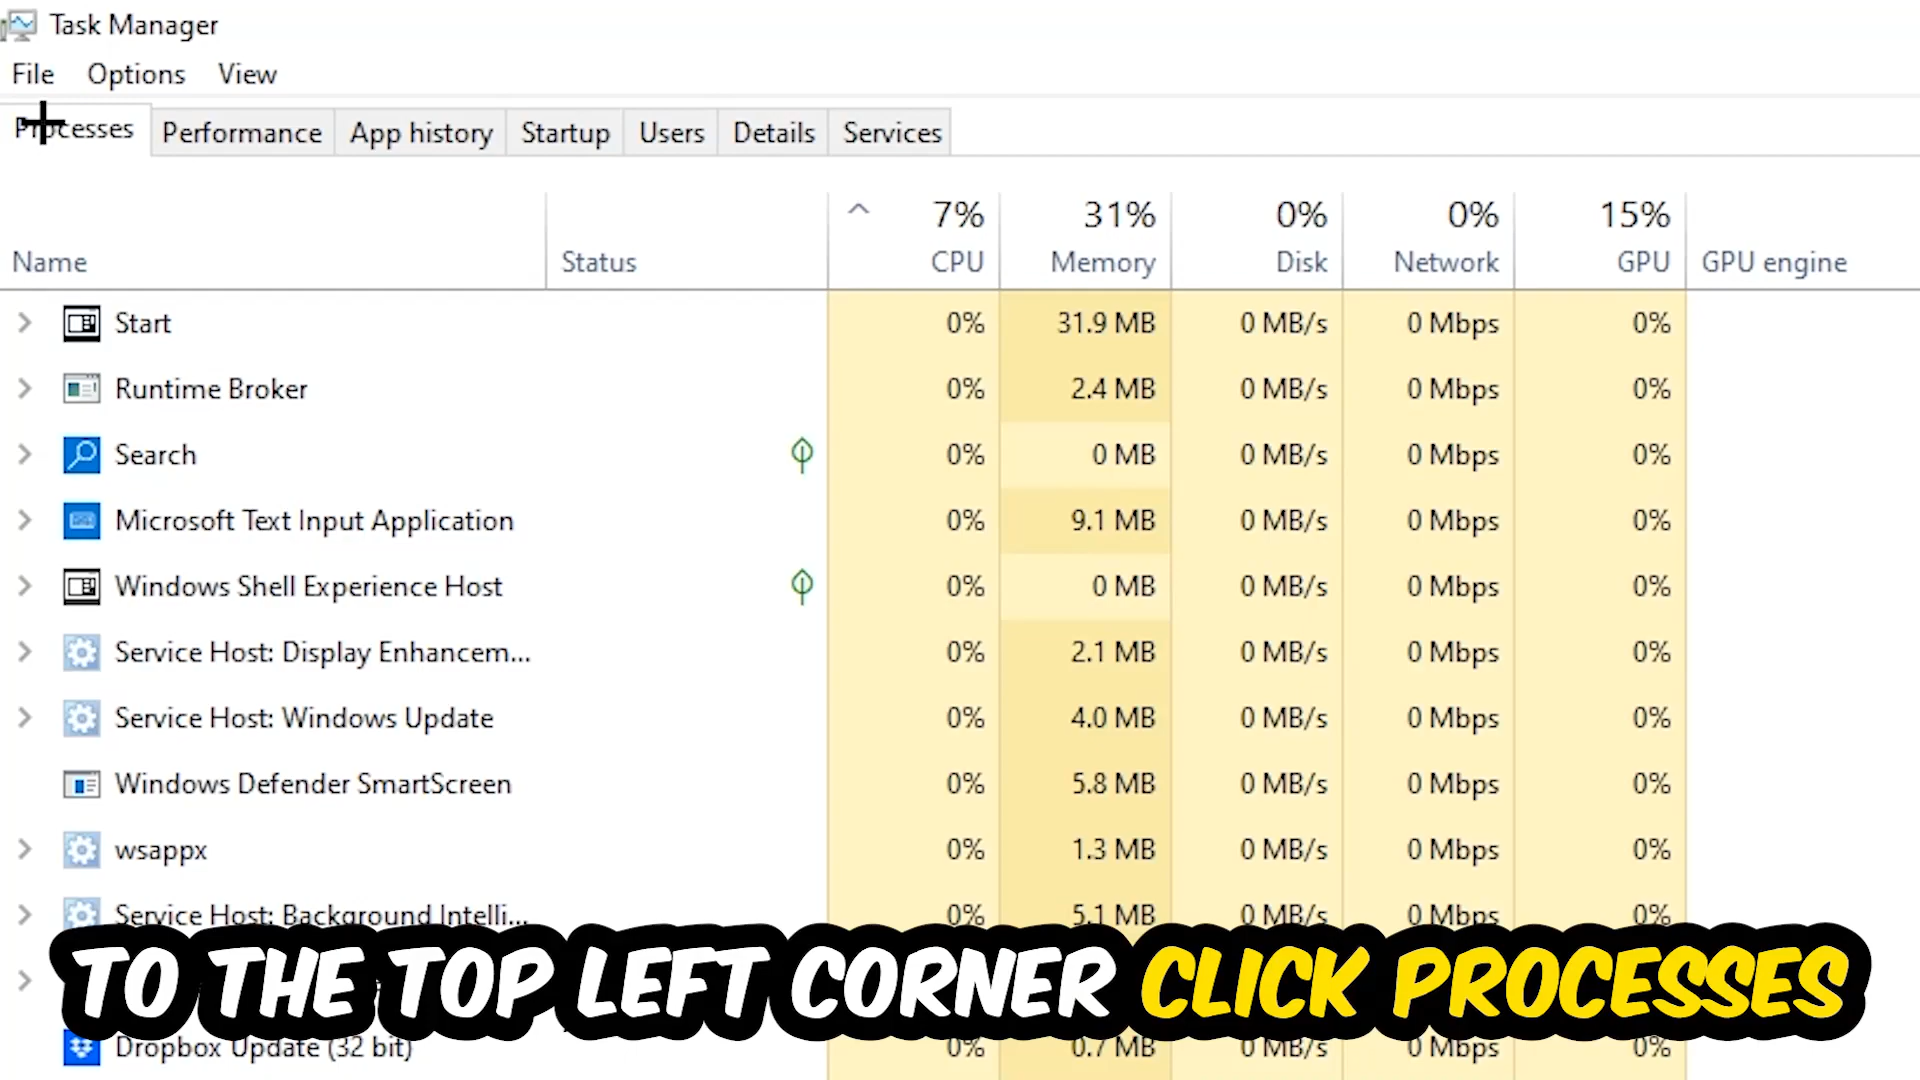 Task Manager
File Options View
Processes Performance App history Startup Users Details Services
7% 31% 0% 0% 15%
Name Status CPU Memory Disk Network GPU GPU engine
Start 0% 31.9 MB 0 MB/s 0 Mbps 0%
Runtime Broker 0% 2.4 MB 0 MB/s 0 Mbps 0%
Search 0% 0 MB 0 MB/s 0 Mbps 0%
Microsoft Text Input Application 0% 9.1 MB 0 MB/s 0 Mbps 0%
Windows Shell Experience Host 0% 0 MB 0 MB/s 0 Mbps 0%
Service Host: Display Enhancem... 0% 2.1 MB 0 MB/s 0 Mbps 0%
Service Host: Windows Update 0% 4.0 MB 0 MB/s 0 Mbps 0%
Windows Defender SmartScreen 0% 5.8 MB 0 MB/s 0 Mbps 0%
wsappx 0% 1.3 MB 0 MB/s 0 Mbps 0%
Service Host: Background Intelli... 0% 5.1 MB 0 MB/s 0 Mbps 0%
TO THE TOP LEFT CORNER CLICK PROCESSES
Dropbox Update (32 bit) 0% 0.7 MB 0 MB/s 0 Mbps 0%